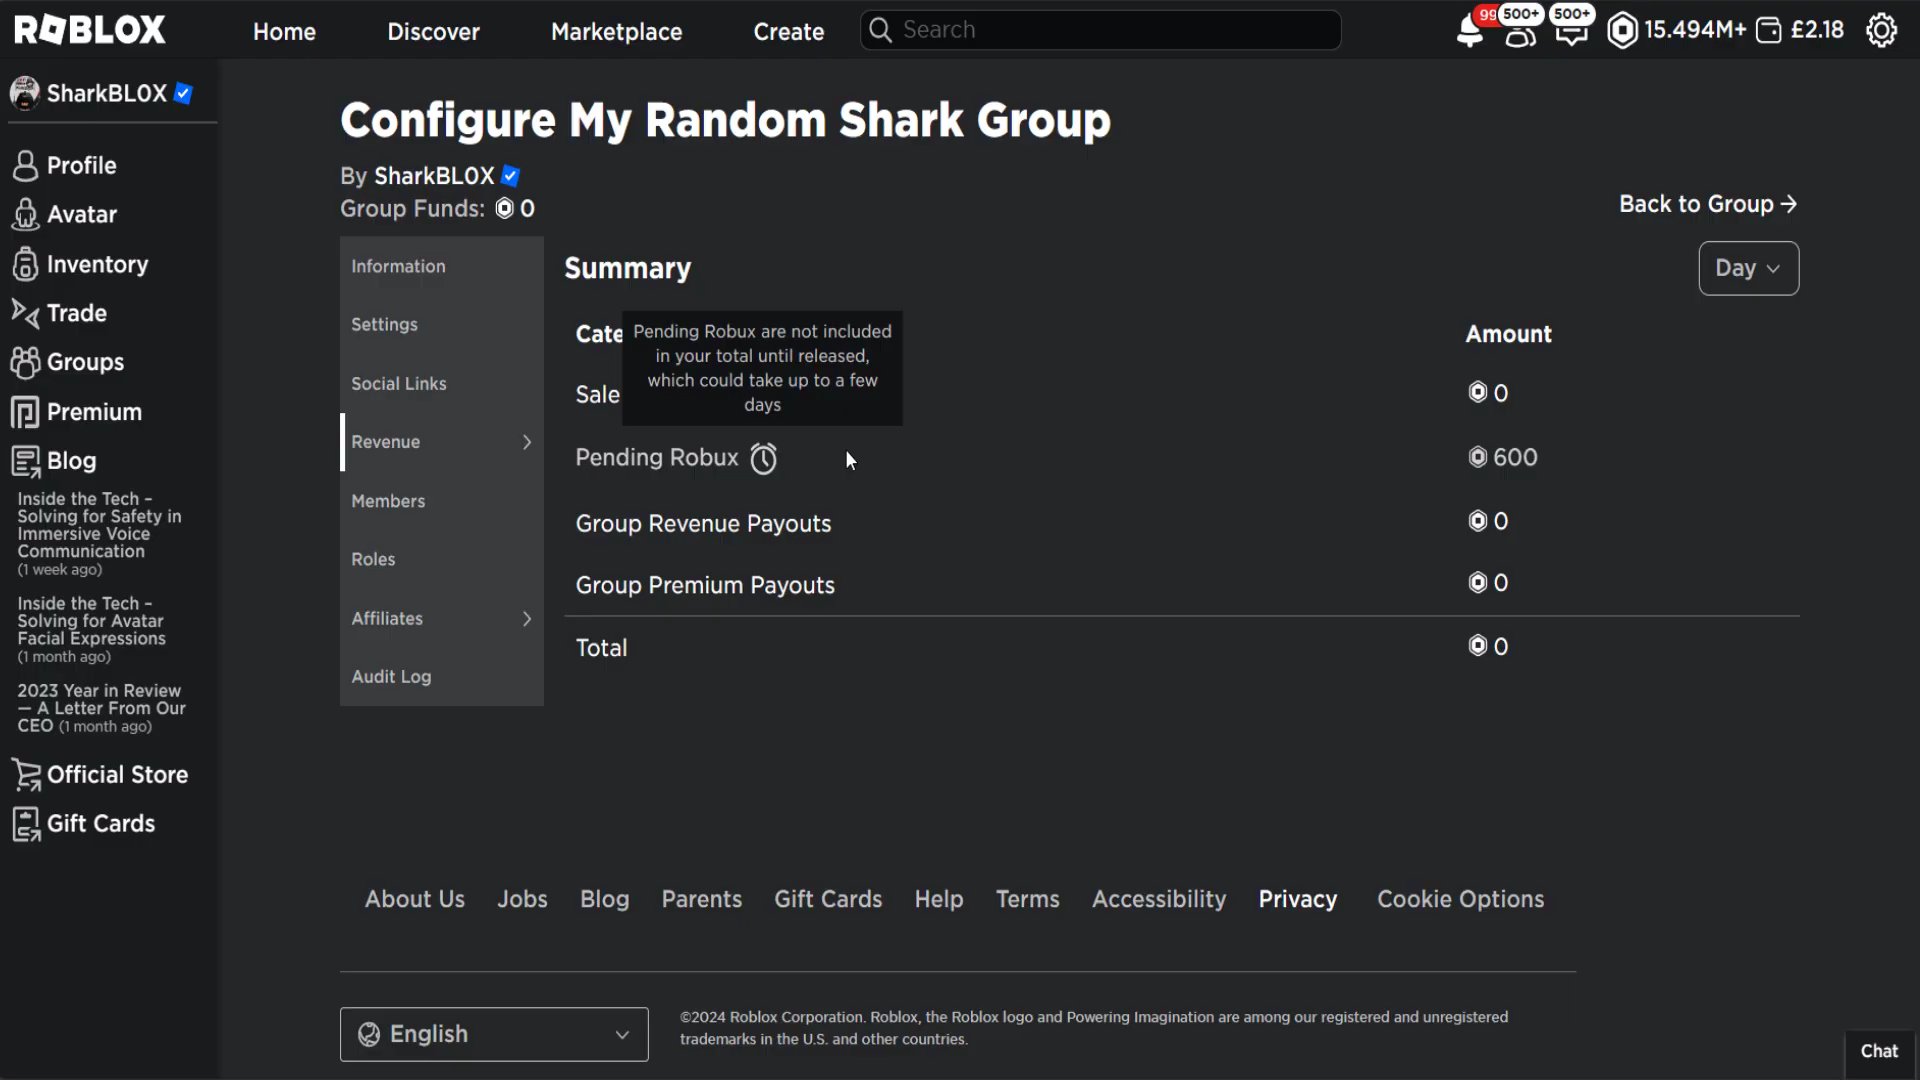 ROBLOX
Home
Discover
Marketplace
Create
Search
99
500+
500+
15.494M+
£2.18
SharkBL0X
Profile
Avatar
Inventory
Trade
Groups
Premium
Blog
Inside the Tech –
Solving for Safety in
Immersive Voice
Communication
(1 week ago)
Inside the Tech –
Solving for Avatar
Facial Expressions
(1 month ago)
2023 Year in Review
— A Letter From Our
CEO (1 month ago)
Official Store
Gift Cards
Configure My Random Shark Group
By SharkBL0X
Group Funds: 0
Back to Group
Information
Settings
Social Links
Revenue
Members
Roles
Affiliates
Audit Log
Summary
Day
Cate
Amount
Pending Robux are not included
in your total until released,
which could take up to a few
days
Sale
0
Pending Robux
600
Group Revenue Payouts
0
Group Premium Payouts
0
Total
0
About Us
Jobs
Blog
Parents
Gift Cards
Help
Terms
Accessibility
Privacy
Cookie Options
English
©2024 Roblox Corporation. Roblox, the Roblox logo and Powering Imagination are among our registered and unregistered
trademarks in the U.S. and other countries.
Chat